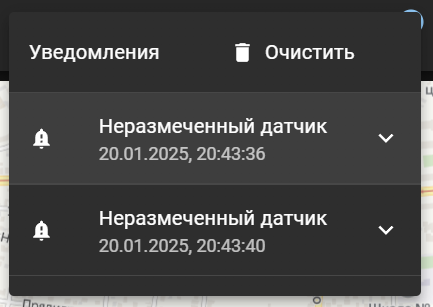 Уведомления
Очистить
Неразмеченный датчик
20.01.2025, 20:43:36
Неразмеченный датчик
20.01.2025, 20:43:40